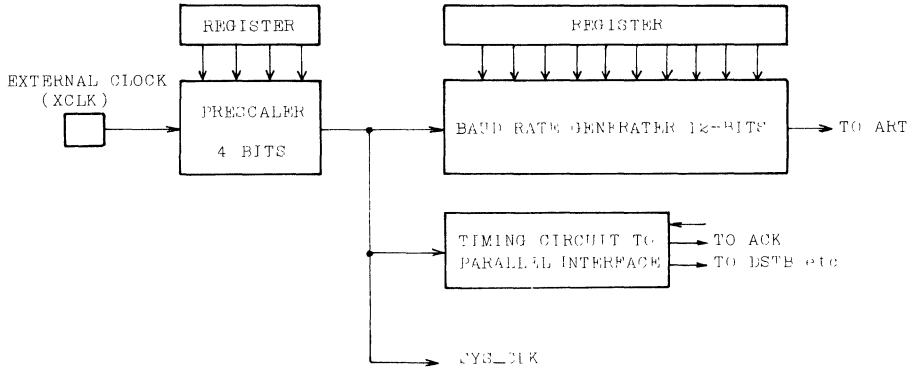 REGISTER
REGISTER
EXTERNAL CLOCK
(XCLK)
PRESCALER
4 BITS
BAUD RATE GENERATER 12-BITS
TO ART
TIMING CIRCUIT TO
PARALLEL INTERFACE
TO ACK
TO DSTB etc
SYS_CLK